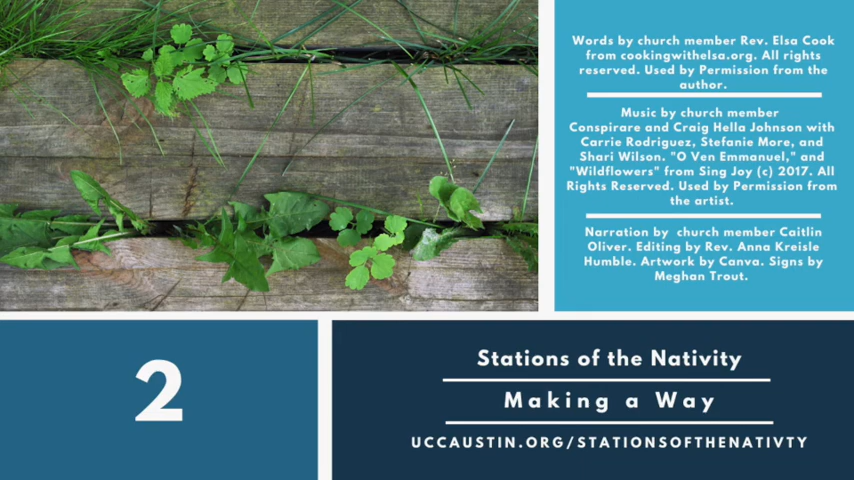 Words by church member Rev. Elsa Cook
from cookingwithelsa.org. All rights
reserved. Used by Permission from the
author.
Music by church member
Conspirare and Craig Hella Johnson with
Carrie Rodriguez, Stefanie More, and
Shari Wilson. "O Ven Emmanuel," and
"Wildflowers" from Sing Joy (c) 2017. All
Rights Reserved. Used by Permission from
the artist.
Narration by church member Caitlin
Oliver. Editing by Rev. Anna Kreisle
Humble. Artwork by Canva. Signs by
Meghan Trout.
2
Stations of the Nativity
Making a Way
UCCAUSTIN.ORG/STATIONSOFTHENATIVTY